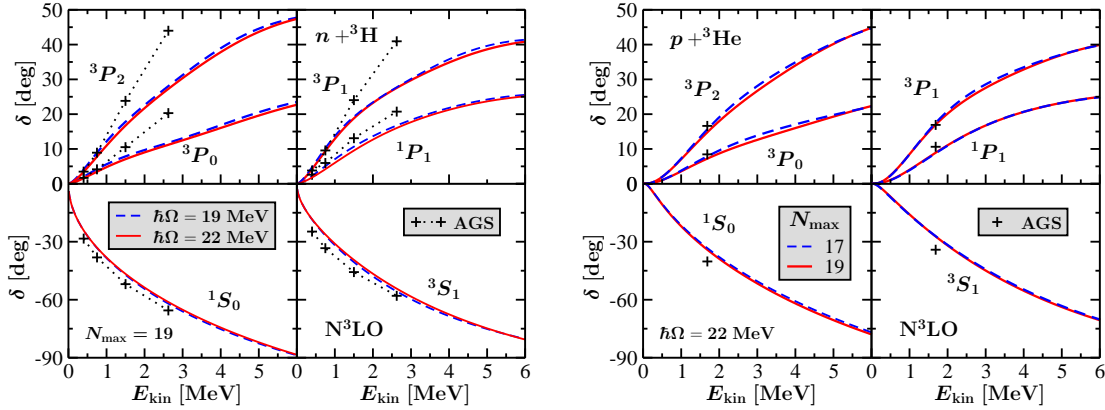 50
40
30
20
10
0
-30
-60
-90
δ [deg]
δ [deg]
³P₂
³P₀
n + ³H
³P₁
¹P₁
ħΩ = 19 MeV
ħΩ = 22 MeV
¹S₀
N_max = 19
AGS
³S₁
N³LO
0 1 2 3 4 5
0 1 2 3 4 5 6
E_kin [MeV]
E_kin [MeV]
50
40
30
20
10
0
-30
-60
-90
δ [deg]
δ [deg]
p + ³He
³P₂
³P₀
³P₁
¹P₁
¹S₀
N_max
17
19
ħΩ = 22 MeV
AGS
³S₁
N³LO
0 1 2 3 4 5
0 1 2 3 4 5 6
E_kin [MeV]
E_kin [MeV]